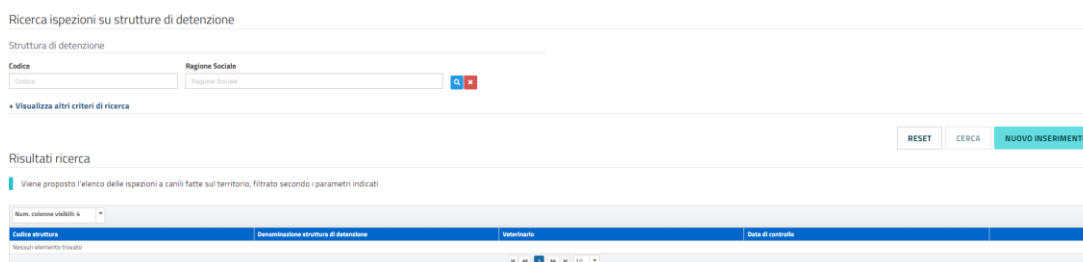 Ricerca ispezioni su strutture di detenzione
Struttura di detenzione
Codice Ragione Sociale
Codice Ragione Sociale
+ Visualizza altri criteri di ricerca
RESET CERCA NUOVO INSERIMENTO
Risultati ricerca
Viene proposto l'elenco delle ispezioni a canili fatte sul territorio, filtrato secondo i parametri indicati
Num. colonne visibili: 4
Codice struttura Denominazione struttura di detenzione Veterinario Data di controllo
Nessun elemento trovato
1 10